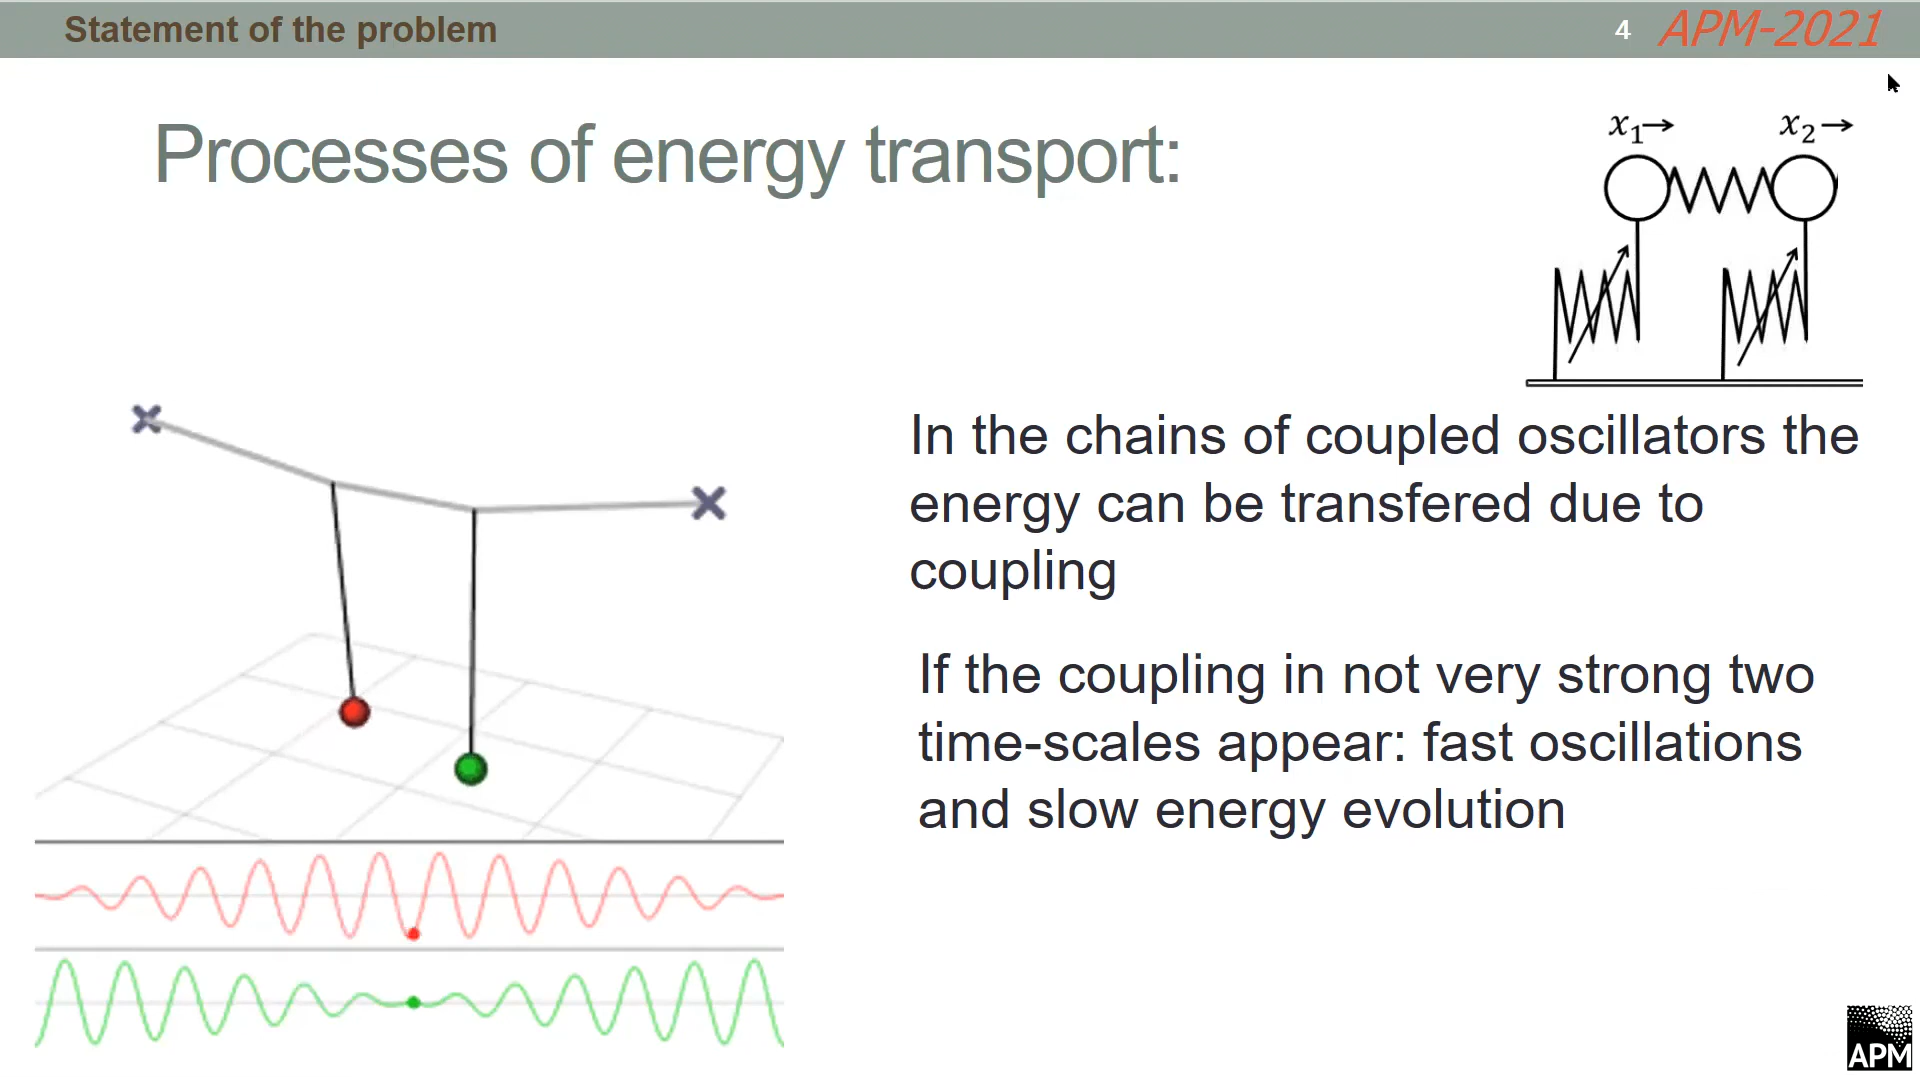 Statement of the problem
4
APM-2021
Processes of energy transport:
x₁→
x₂→
In the chains of coupled oscillators the
energy can be transfered due to
coupling
If the coupling in not very strong two
time-scales appear: fast oscillations
and slow energy evolution
APM